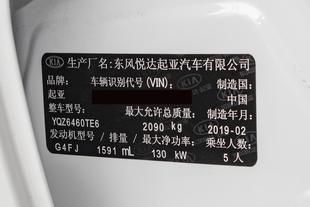 KIA 生产厂名:东风悦达起亚汽车有限公司
品牌: 车辆识别代号(VIN): 制造国:
起亚 中国
整车型号: 最大允许总质量: 制造年月:
YQZ6460TE6 2090 kg 2019-02
发动机型号 / 排量 / 最大净功率: 乘坐人数:
G4FJ 1591 mL 130 kW 5 人